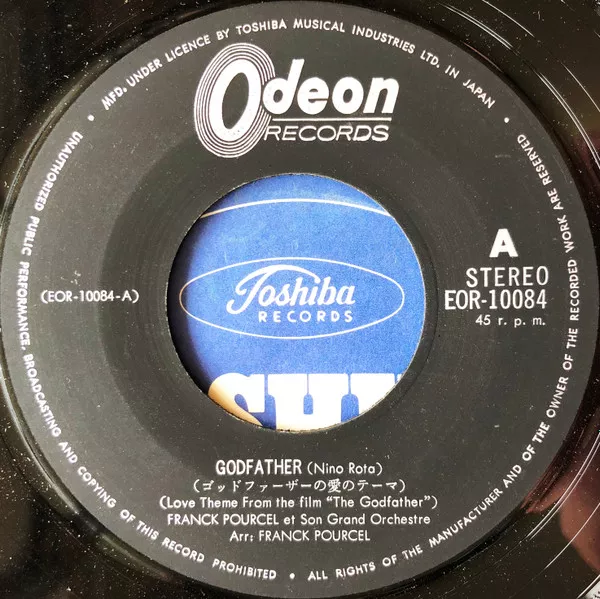 • MFD. UNDER LICENCE BY TOSHIBA MUSICAL INDUSTRIES LTD. IN JAPAN •
Odeon
RECORDS
A
STEREO
(EOR-10084-A)
EOR-10084
45 r. p. m.
Toshiba
RECORDS
GODFATHER (Nino Rota)
(ゴッドファーザーの愛のテーマ)
(Love Theme From the film "The Godfather")
FRANCK POURCEL et Son Grand Orchestre
Arr: FRANCK POURCEL
UNAUTHORIZED PUBLIC PERFORMANCE, BROADCASTING AND COPYING OF THIS RECORD PROHIBITED • ALL RIGHTS OF THE MANUFACTURER AND OF THE OWNER OF THE RECORDED WORK ARE RESERVED